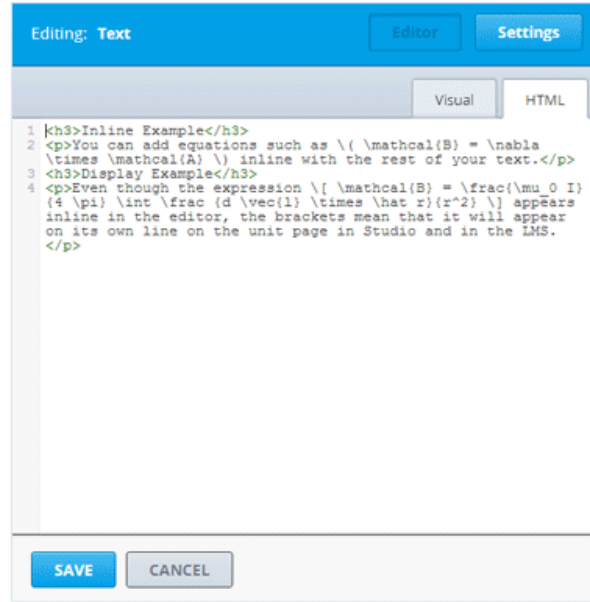 Editing: Text
Editor
Settings
Visual
HTML
1 <h3>Inline Example</h3>
2 <p>You can add equations such as \( \mathcal{B} = \nabla
\times \mathcal{A} \) inline with the rest of your text.</p>
3 <h3>Display Example</h3>
4 <p>Even though the expression \[ \mathcal{B} = \frac{\mu_0 I}
{4 \pi} \int \frac {d \vec{l} \times \hat r}{r^2} \] appears
inline in the editor, the brackets mean that it will appear
on its own line on the unit page in Studio and in the LMS.
</p>
SAVE
CANCEL